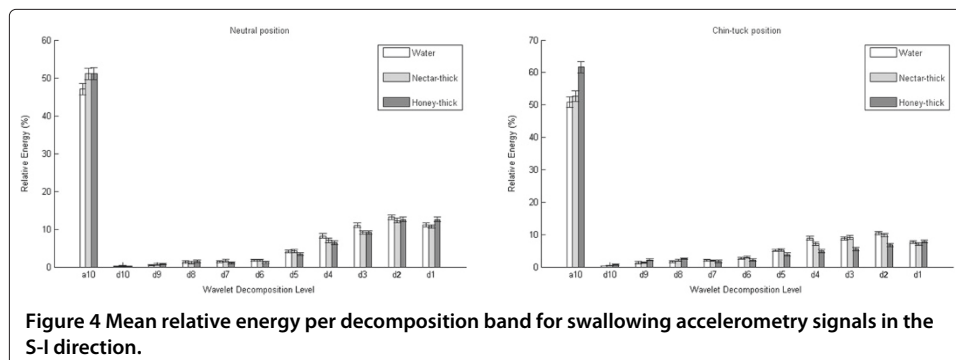 Neutral position
60
50
40
30
20
10
0
Relative Energy (%)
Water
Nectar-thick
Honey-thick
a10 d10 d9 d8 d7 d6 d5 d4 d3 d2 d1
Wavelet Decomposition Level
Chin-tuck position
70
60
50
40
30
20
10
0
Relative Energy (%)
Water
Nectar-thick
Honey-thick
a10 d10 d9 d8 d7 d6 d5 d4 d3 d2 d1
Wavelet Decomposition Level
Figure 4 Mean relative energy per decomposition band for swallowing accelerometry signals in the
S-I direction.